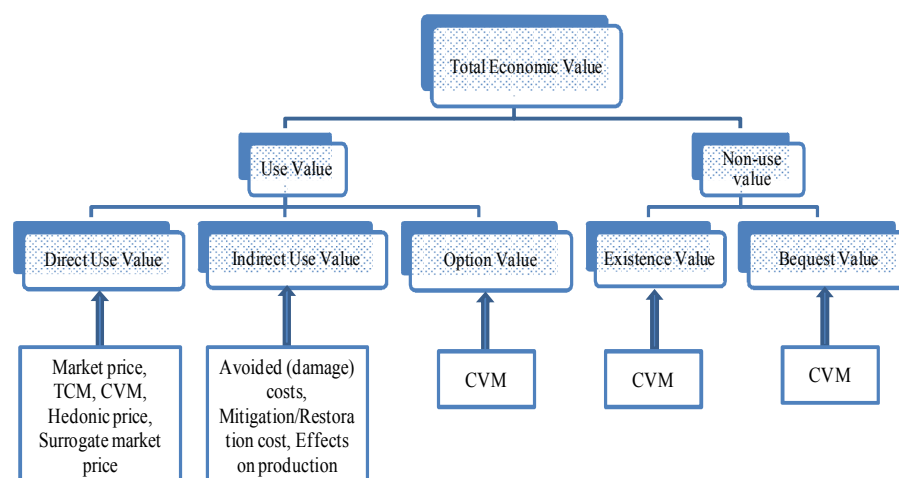 Total Economic Value
Use Value
Non-use
value
Direct Use Value
Indirect Use Value
Option Value
Existence Value
Bequest Value
Market price,
TCM, CVM,
Hedonic price,
Surrogate market
price
Avoided (damage)
costs,
Mitigation/Restora
tion cost, Effects
on production
CVM
CVM
CVM